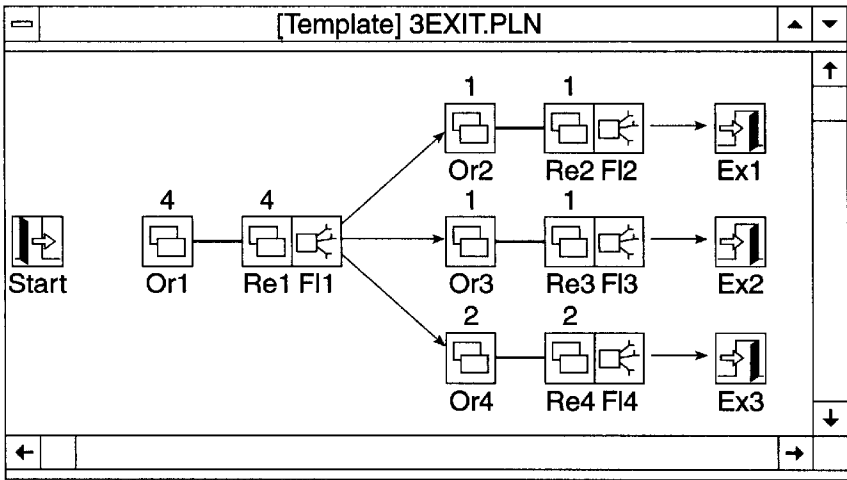 [Template] 3EXIT.PLN
1 1
Or2 Re2 Fl2 Ex1
4 4 1 1
Start Or1 Re1 Fl1 Or3 Re3 Fl3 Ex2
2 2
Or4 Re4 Fl4 Ex3